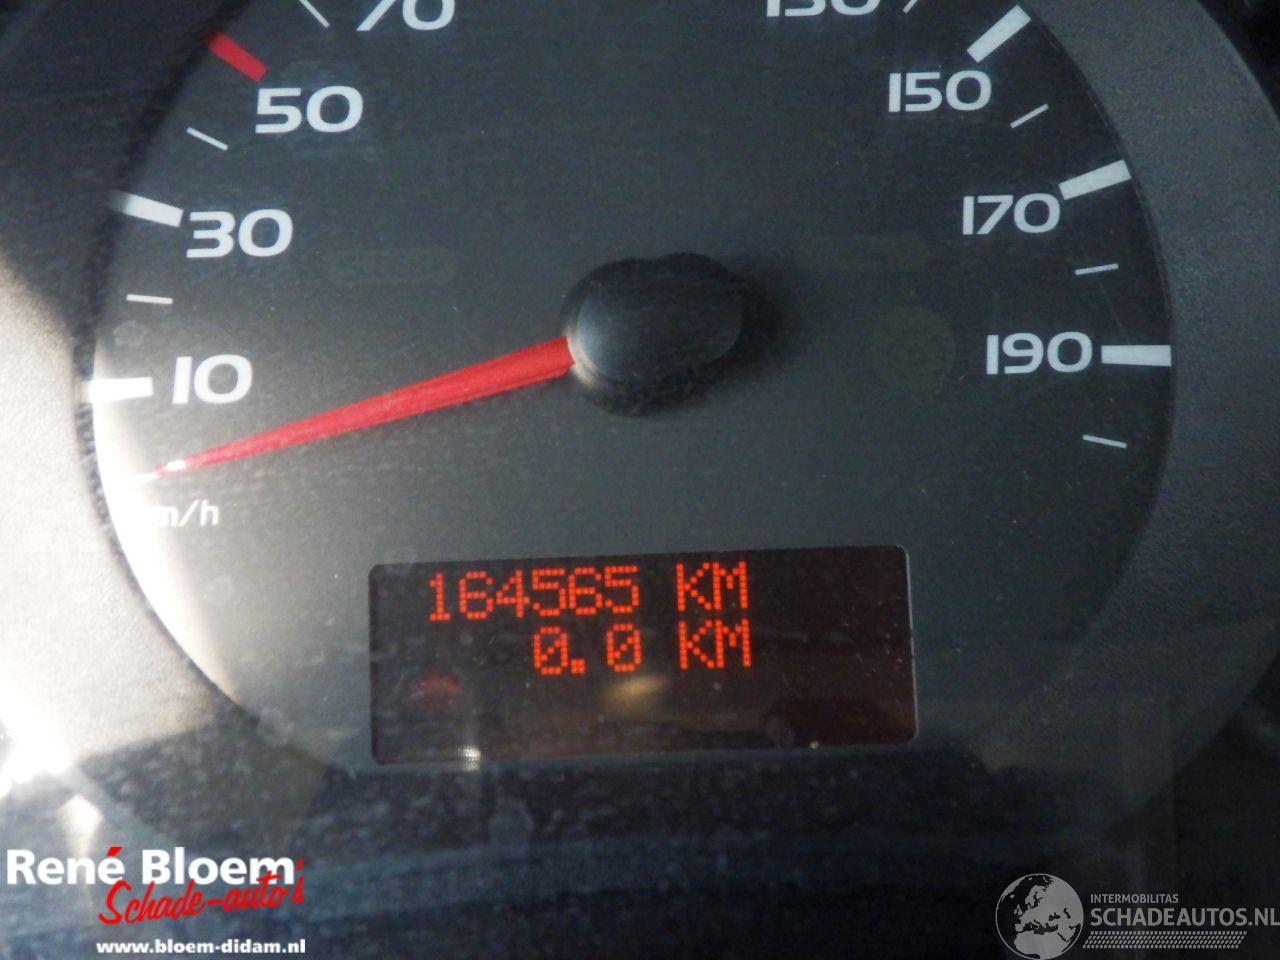 70
130
50
150
30
170
10
190
km/h
164565 KM
0.0 KM
René Bloem
Schade-auto's
www.bloem-didam.nl
INTERMOBILITAS
SCHADEAUTOS.NL